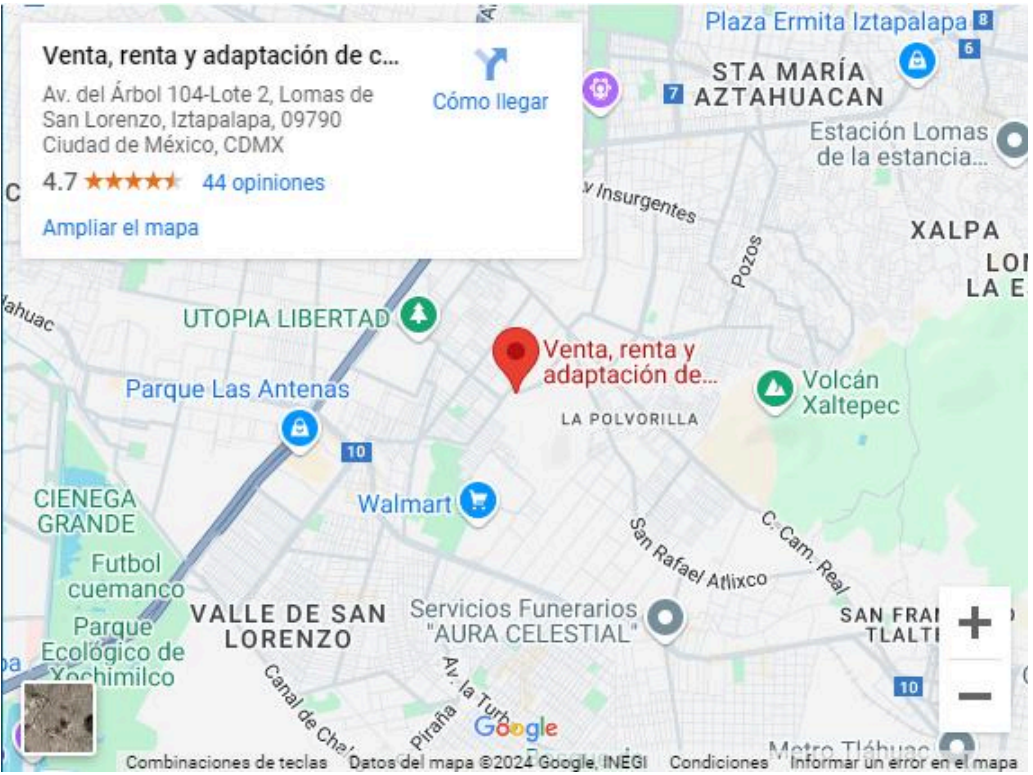 Venta, renta y adaptación de c...
Av. del Árbol 104-Lote 2, Lomas de
San Lorenzo, Iztapalapa, 09790
Ciudad de México, CDMX
4.7
44 opiniones
Ampliar el mapa
Cómo llegar
Plaza Ermita Iztapalapa
8
6
7
STA MARÍA
AZTAHUACAN
Estación Lomas
de la estancia...
Insurgentes
Pozos
XALPA
UTOPIA LIBERTAD
Venta, renta y
adaptación de...
Parque Las Antenas
Volcán
Xaltepec
LA POLVORILLA
10
Walmart
CIENEGA
GRANDE
Futbol
cuemanco
Parque
Ecológico de
Xochimilco
San Rafael Atlixco
C. Cam. Real
VALLE DE SAN
LORENZO
Servicios Funerarios
"AURA CELESTIAL"
SAN FRAN
TLALTE
10
Canal de Cha
Piraña
Av. la Turba
Google
Metro Tláhuac
Combinaciones de teclas
Datos del mapa ©2024 Google, INEGI
Condiciones
Informar un error en el mapa